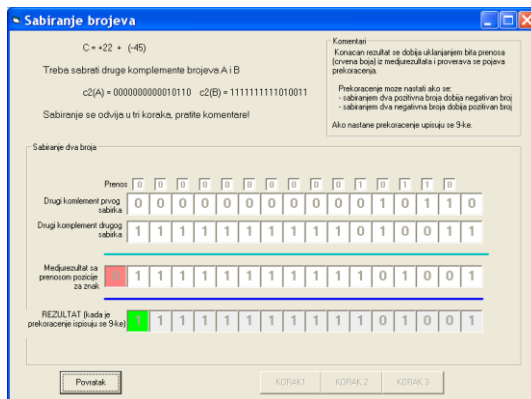 Sabiranje brojeva
C = +22 + (-45)
Treba sabrati druge komplemente brojeva A i B
c2(A) = 0000000000010110 c2(B) = 1111111111010011
Sabiranje se odvija u tri koraka, pratite komentare!
Komentari
Konacan rezultat se dobija uklanjanjem bita prenosa
(crvena boja) iz medjurezultata i proverava se pojava
prekoracenja.
Prekoracenje moze nastati ako se:
- sabiranjem dva pozitivna broja dobija negativan broj
- sabiranjem dva negativna broja dobija pozitivan broj
Ako nastane prekoracenje upisuju se 9-ke.
Sabiranje dva broja
Prenos 0 0 0 0 0 0 0 0 0 0 1 0 1 1 0
Drugi komlement prvog
sabirka
0 0 0 0 0 0 0 0 0 0 0 1 0 1 1 0
Drugi komplement drugog
sabirka
1 1 1 1 1 1 1 1 1 1 0 1 0 0 1 1
Medjurezultat sa
prenosom pozicije
za znak
0 1 1 1 1 1 1 1 1 1 1 1 0 1 0 0 1
REZULTAT (kada je
prekoracenje ispisuju se 9-ke)
1 1 1 1 1 1 1 1 1 1 1 0 1 0 0 1
Povratak
KORAK1
KORAK 2
KORAK 3